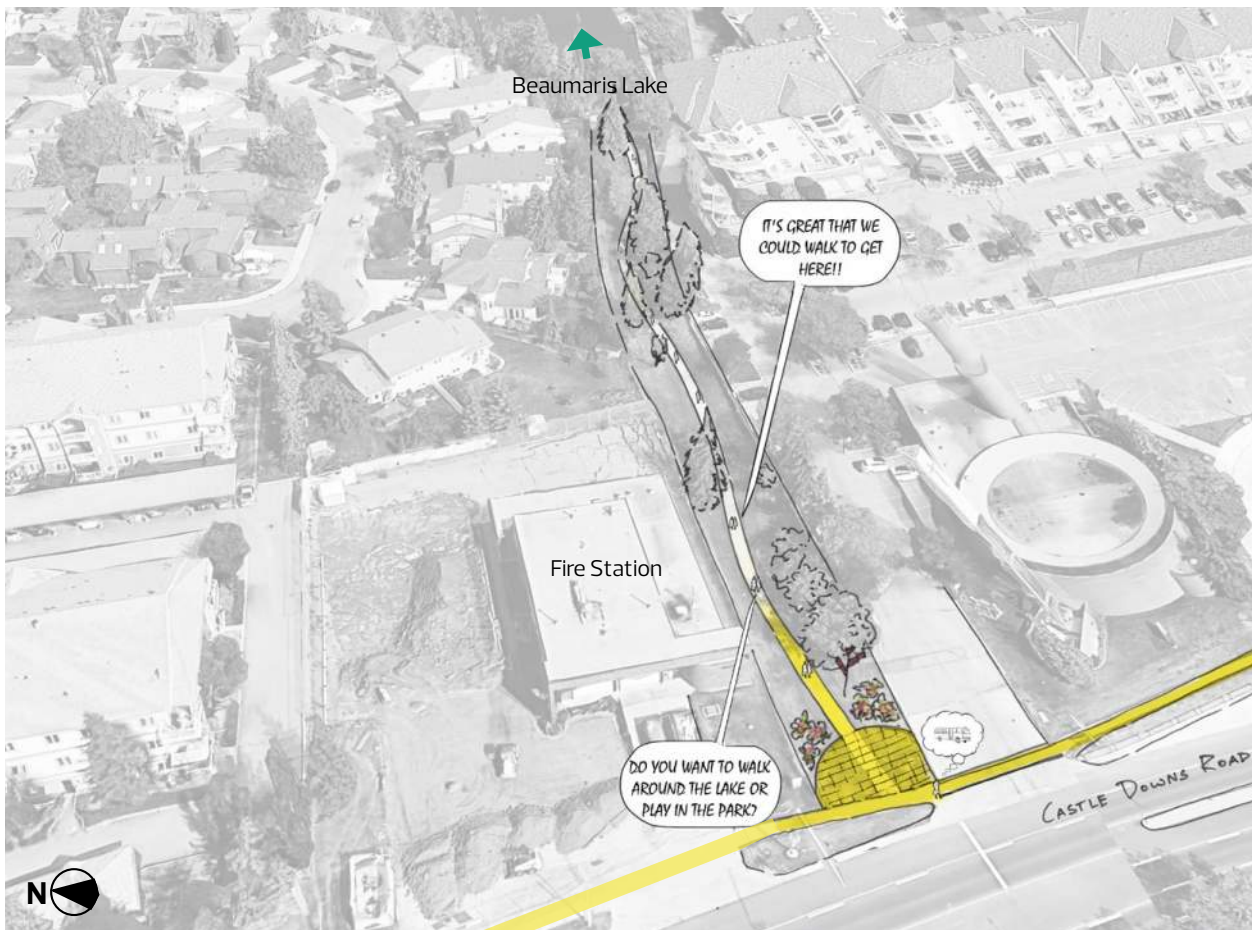 Beaumaris Lake
IT'S GREAT THAT WE
COULD WALK TO GET
HERE!!
Fire Station
DO YOU WANT TO WALK
AROUND THE LAKE OR
PLAY IN THE PARK?
CASTLE DOWNS ROAD
N